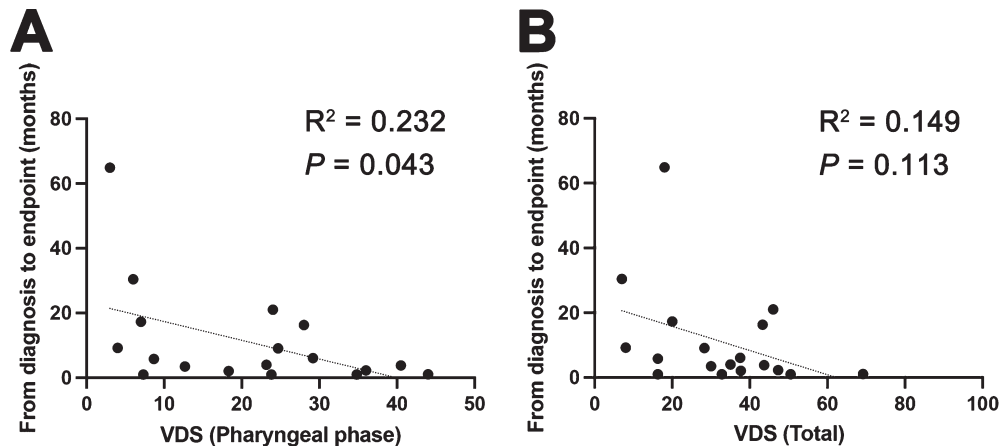 A
From diagnosis to endpoint (months)
80
60
40
20
0
R² = 0.232
P = 0.043
0 10 20 30 40 50
VDS (Pharyngeal phase)
B
From diagnosis to endpoint (months)
80
60
40
20
0
R² = 0.149
P = 0.113
0 20 40 60 80 100
VDS (Total)